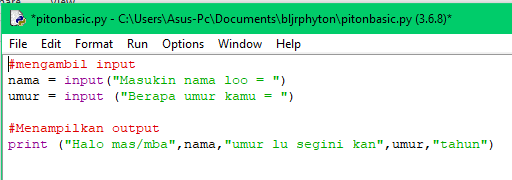 *pitonbasic.py - C:\Users\Asus-Pc\Documents\bljrphyton\pitonbasic.py (3.6.8)*
File Edit Format Run Options Window Help
#mengambil input
nama = input("Masukin nama loo = ")
umur = input ("Berapa umur kamu = ")
#Menampilkan output
print ("Halo mas/mba",nama,"umur lu segini kan",umur,"tahun")